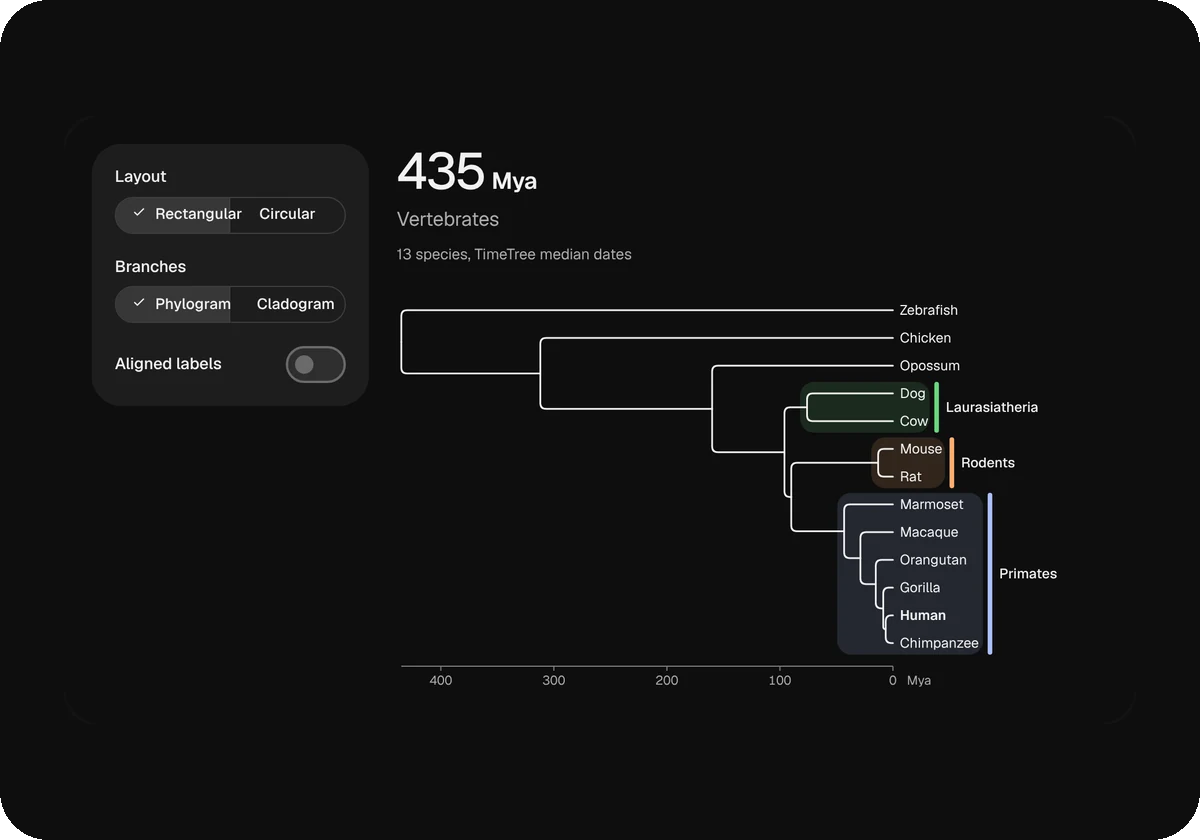 Layout
Rectangular Circular
Branches
Phylogram Cladogram
Aligned labels
435 Mya
Vertebrates
13 species, TimeTree median dates
Zebrafish
Chicken
Opossum
Dog
Cow
Laurasiatheria
Mouse
Rat
Rodents
Marmoset
Macaque
Orangutan
Gorilla
Human
Chimpanzee
Primates
400 300 200 100 0 Mya